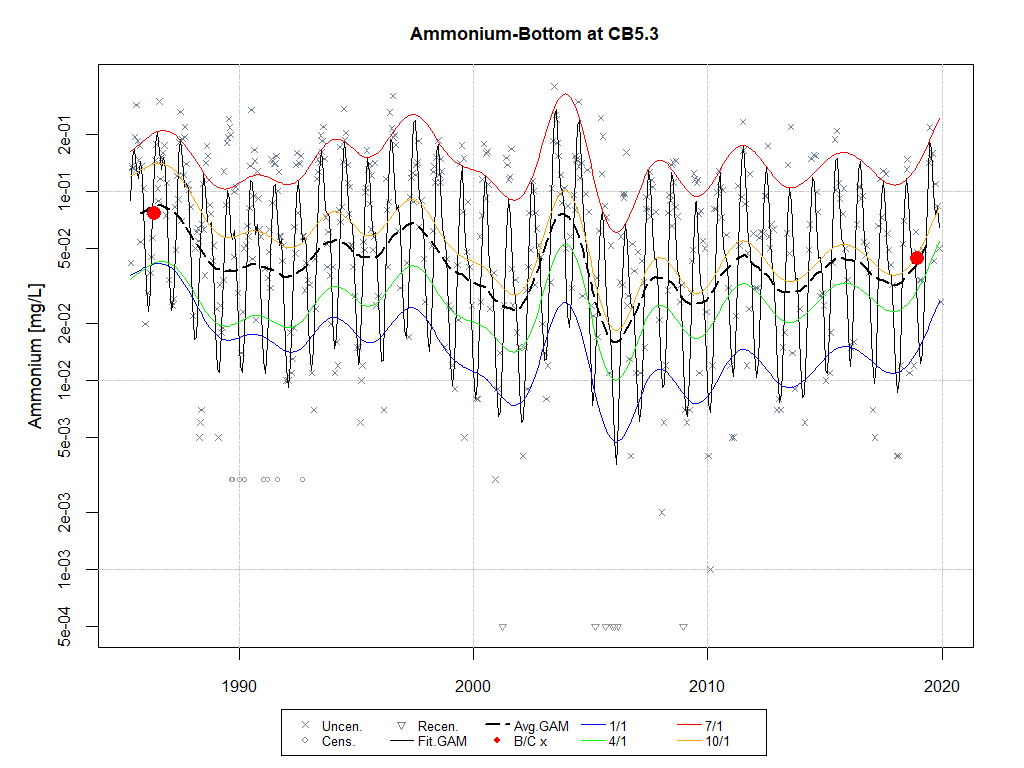 Ammonium-Bottom at CB5.3
Ammonium [mg/L]
2e-01
1e-01
5e-02
2e-02
1e-02
5e-03
2e-03
1e-03
5e-04
1990 2000 2010 2020
Uncen. Recen. Avg.GAM 1/1 7/1
Cens. Fit.GAM B/C x 4/1 10/1